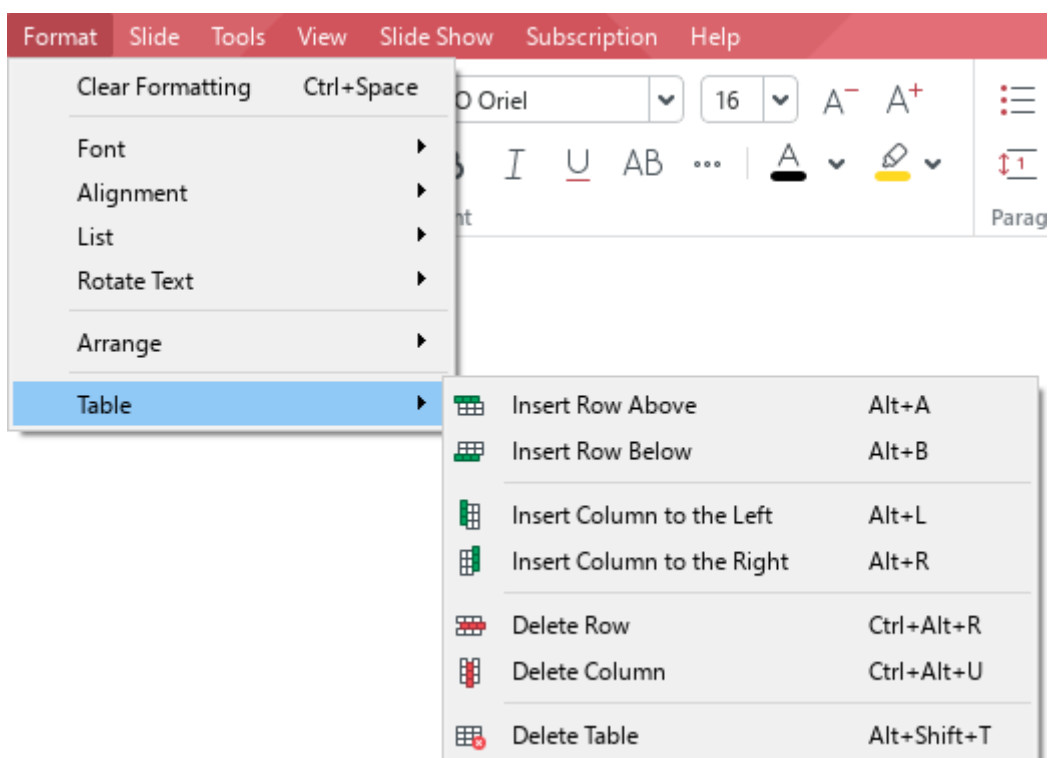 Format Slide Tools View Slide Show Subscription Help
Clear Formatting Ctrl+Space
O Oriel 16 A− A+
Font
I U AB A
Alignment
List
Rotate Text
Arrange
Table
Insert Row Above Alt+A
Insert Row Below Alt+B
Insert Column to the Left Alt+L
Insert Column to the Right Alt+R
Delete Row Ctrl+Alt+R
Delete Column Ctrl+Alt+U
Delete Table Alt+Shift+T